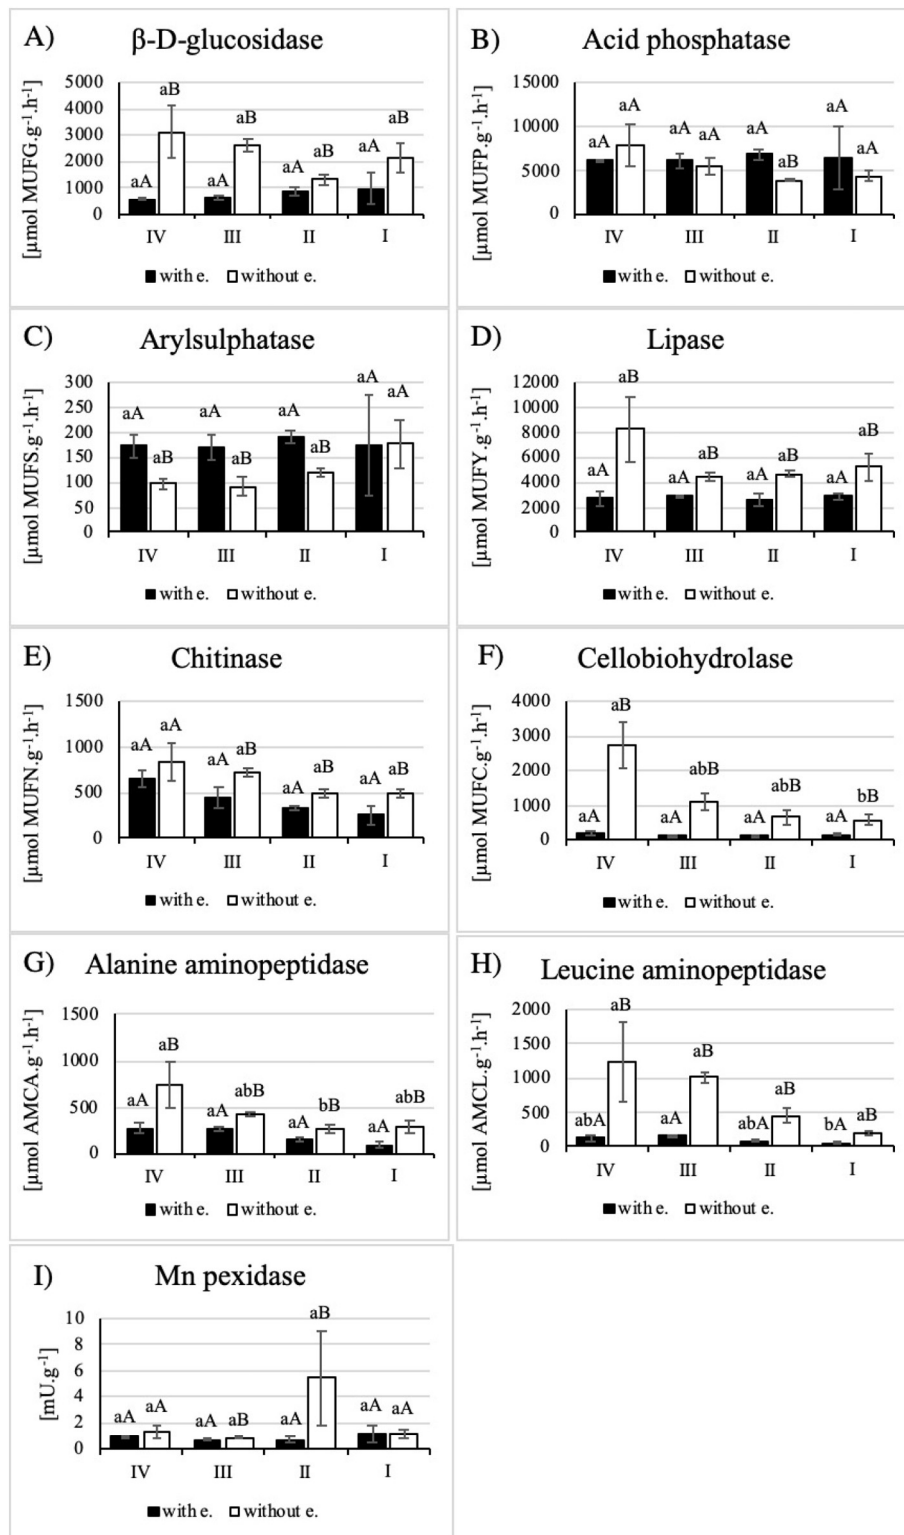 A) β-D-glucosidase
[µmol MUFG.g⁻¹.h⁻¹]
5000
4000
3000
2000
1000
0
aA aB aA aB aA aB aA aB
IV III II I
with e. without e.
B) Acid phosphatase
[µmol MUFP.g⁻¹.h⁻¹]
15000
10000
5000
0
aA aA aA aA aA aB aA aA
IV III II I
with e. without e.
C) Arylsulphatase
[µmol MUFS.g⁻¹.h⁻¹]
300
250
200
150
100
50
0
aA aB aA aB aA aB aA aA
IV III II I
with e. without e.
D) Lipase
[µmol MUFY.g⁻¹.h⁻¹]
12000
10000
8000
6000
4000
2000
0
aA aB aA aB aA aB aA aB
IV III II I
with e. without e.
E) Chitinase
[µmol MUFN.g⁻¹.h⁻¹]
1500
1000
500
0
aA aA aA aB aA aB aA aB
IV III II I
with e. without e.
F) Cellobiohydrolase
[µmol MUFC.g⁻¹.h⁻¹]
4000
3000
2000
1000
0
aA aB aA abB aA abB aA bB
IV III II I
with e. without e.
G) Alanine aminopeptidase
[µmol AMCA.g⁻¹.h⁻¹]
1500
1000
500
0
aA aB aA abB aA bB aA abB
IV III II I
with e. without e.
H) Leucine aminopeptidase
[µmol AMCL.g⁻¹.h⁻¹]
2000
1500
1000
500
0
abA aB aA aB abA aB bA aB
IV III II I
with e. without e.
I) Mn pexidase
[mU.g⁻¹]
10
8
6
4
2
0
aA aA aA aB aA aB aA aA
IV III II I
with e. without e.